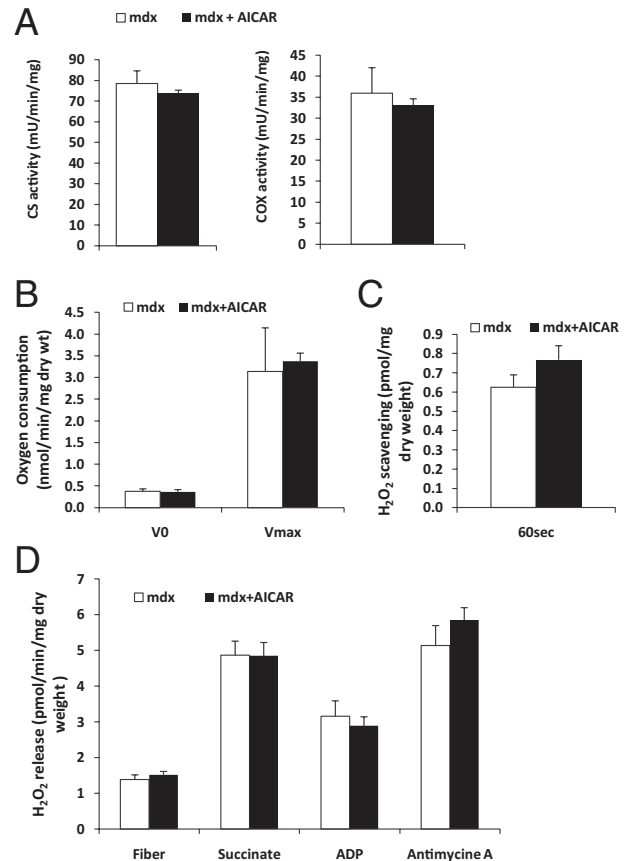 A
mdx
mdx + AICAR
CS activity (mU/min/mg)
90
80
70
60
50
40
30
20
10
0
COX activity (mU/min/mg)
45
40
35
30
25
20
15
10
5
0
B
mdx
mdx+AICAR
Oxygen consumption
(nmol/min/mg dry wt)
4.5
4.0
3.5
3.0
2.5
2.0
1.5
1.0
0.5
0.0
V0
Vmax
C
mdx
mdx+AICAR
H₂O₂ scavenging (pmol/mg
dry weight)
0.9
0.8
0.7
0.6
0.5
0.4
0.3
0.2
0.1
0.0
60sec
D
mdx
mdx+AICAR
H₂O₂ release (pmol/min/mg dry
weight )
7
6
5
4
3
2
1
0
Fiber
Succinate
ADP
Antimycine A